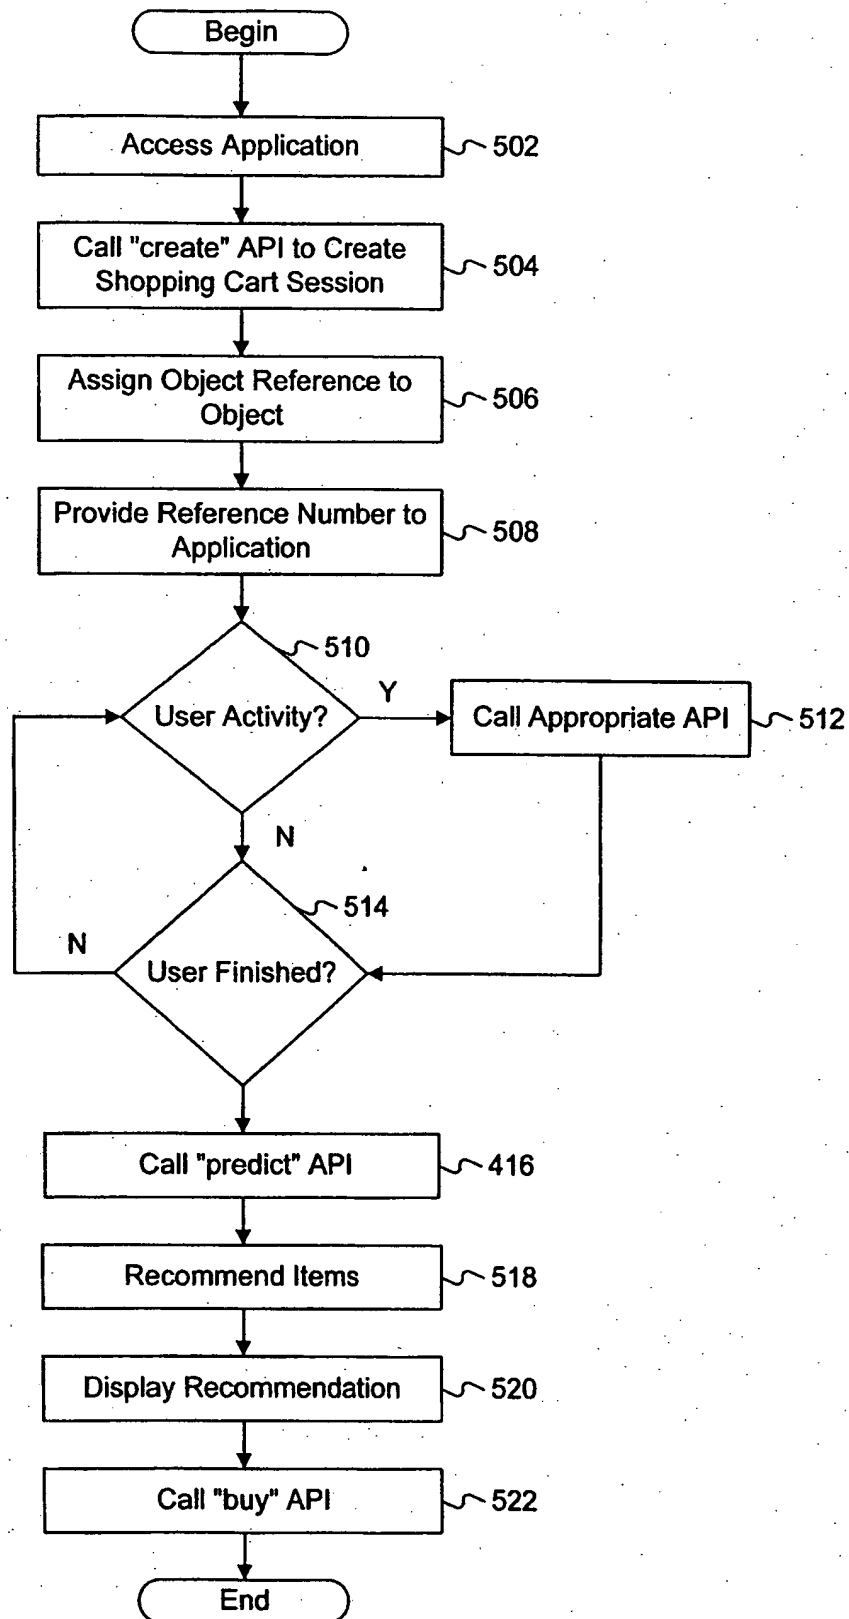 Begin
Access Application
502
Call "create" API to Create
Shopping Cart Session
504
Assign Object Reference to
Object
506
Provide Reference Number to
Application
508
510
User Activity?
Y
Call Appropriate API
512
N
514
N
User Finished?
Call "predict" API
416
Recommend Items
518
Display Recommendation
520
Call "buy" API
522
End